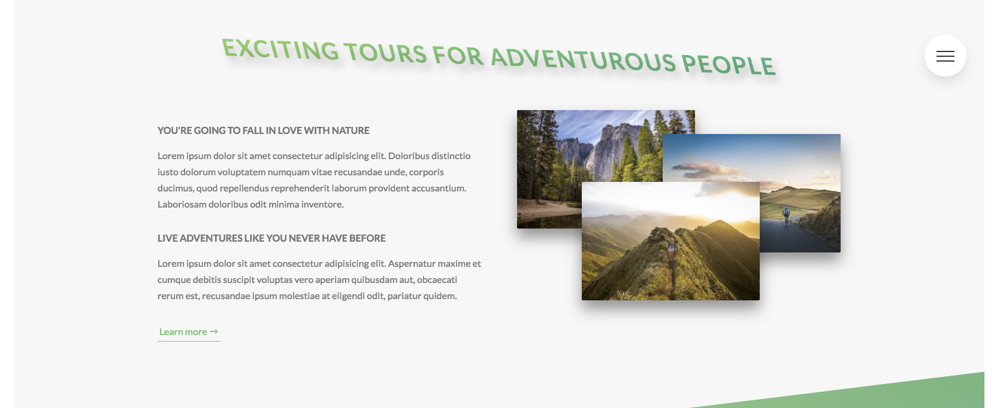 EXCITING TOURS FOR ADVENTUROUS PEOPLE
YOU'RE GOING TO FALL IN LOVE WITH NATURE
Lorem ipsum dolor sit amet consectetur adipisicing elit. Doloribus distinctio
iusto dolorum voluptatem numquam vitae recusandae unde, corporis
ducimus, quod repellendus reprehenderit laborum provident accusantium.
Laboriosam doloribus odit minima inventore.
LIVE ADVENTURES LIKE YOU NEVER HAVE BEFORE
Lorem ipsum dolor sit amet consectetur adipisicing elit. Aspernatur maxime et
cumque debitis suscipit voluptas vero aperiam quibusdam aut, obcaecati
rerum est, recusandae ipsum molestiae at eligendi odit, pariatur quidem.
Learn more →